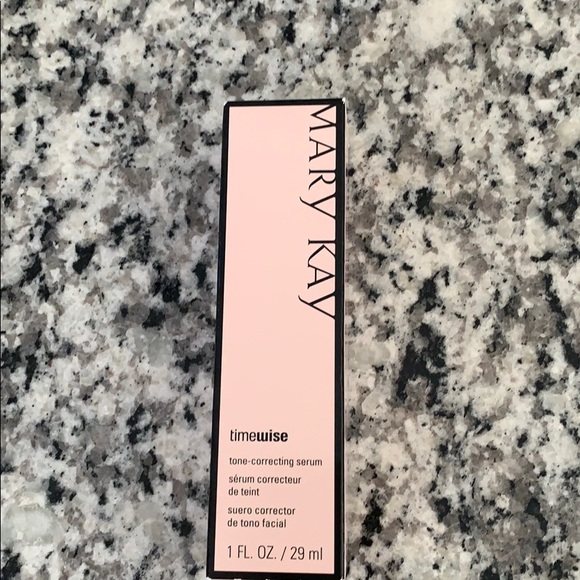 MARY KAY
timewise
tone-correcting serum
sérum correcteur
de teint
suero corrector
de tono facial
1 FL. OZ. / 29 ml